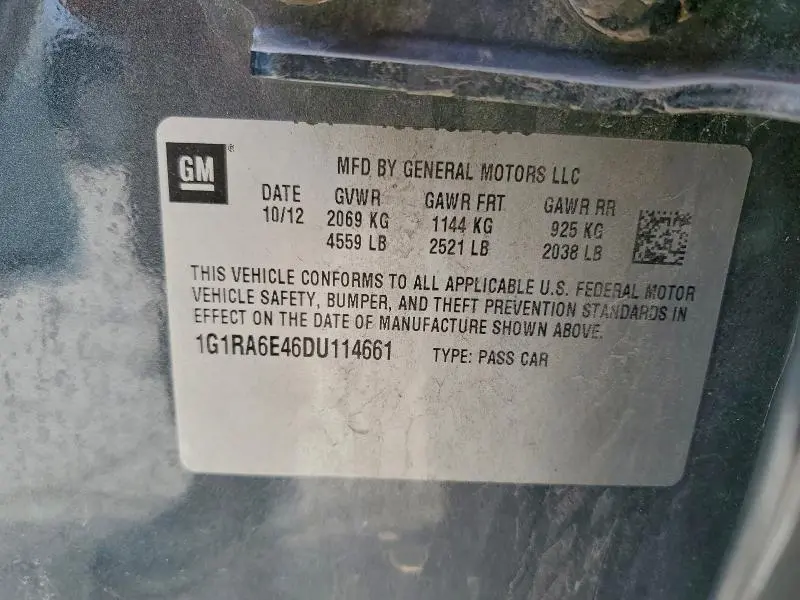 GM
®
MFD BY GENERAL MOTORS LLC
DATE GVWR GAWR FRT GAWR RR
10/12 2069 KG 1144 KG 925 KG
4559 LB 2521 LB 2038 LB
THIS VEHICLE CONFORMS TO ALL APPLICABLE U.S. FEDERAL MOTOR
VEHICLE SAFETY, BUMPER, AND THEFT PREVENTION STANDARDS IN
EFFECT ON THE DATE OF MANUFACTURE SHOWN ABOVE.
1G1RA6E46DU114661 TYPE: PASS CAR